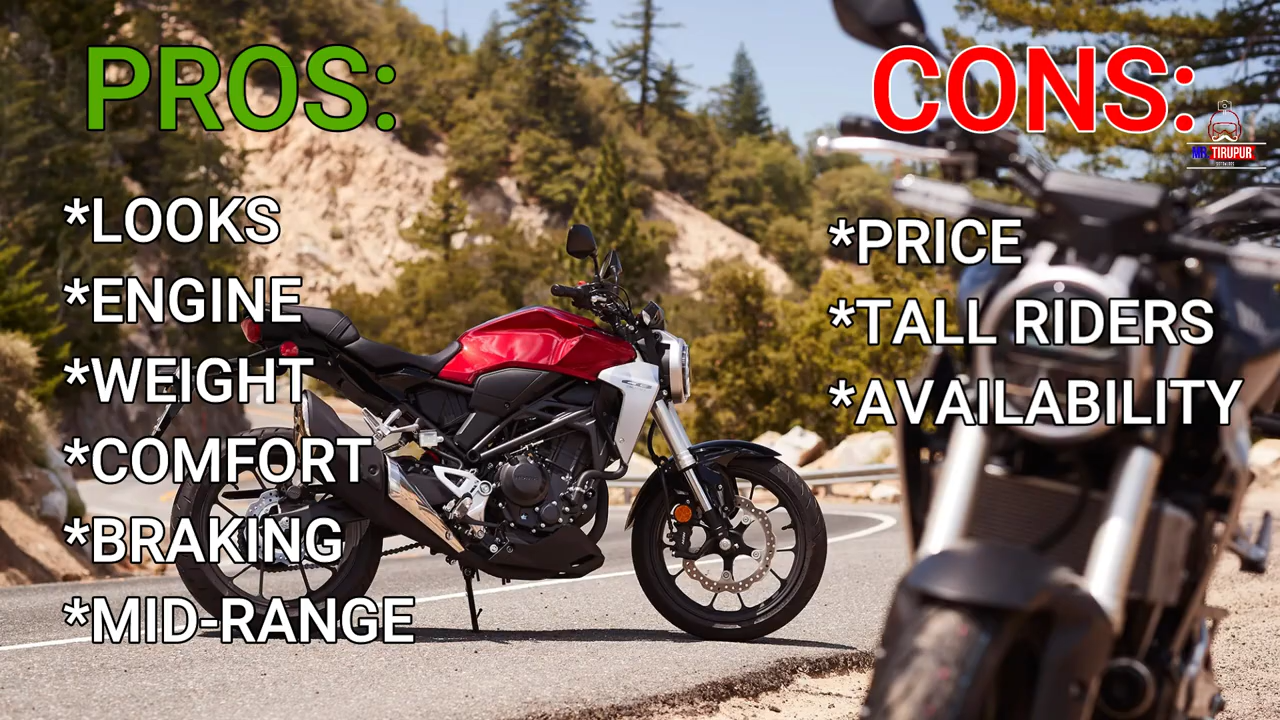 PROS:
*LOOKS
*ENGINE
*WEIGHT
*COMFORT
*BRAKING
*MID-RANGE
CONS:
*PRICE
*TALL RIDERS
*AVAILABILITY
MR.TIRUPUR